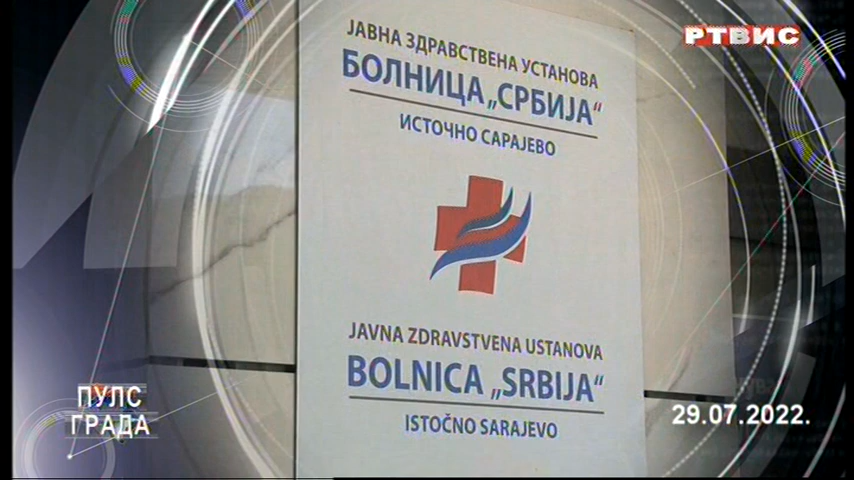 РТВИС
ЈАВНА ЗДРАВСТВЕНА УСТАНОВА
БОЛНИЦА „СРБИЈА“
ИСТОЧНО САРАЈЕВО
JAVNA ZDRAVSTVENA USTANOVA
BOLNICA „SRBIJA“
ISTOČNO SARAJEVO
ПУЛС
ГРАДА
29.07.2022.